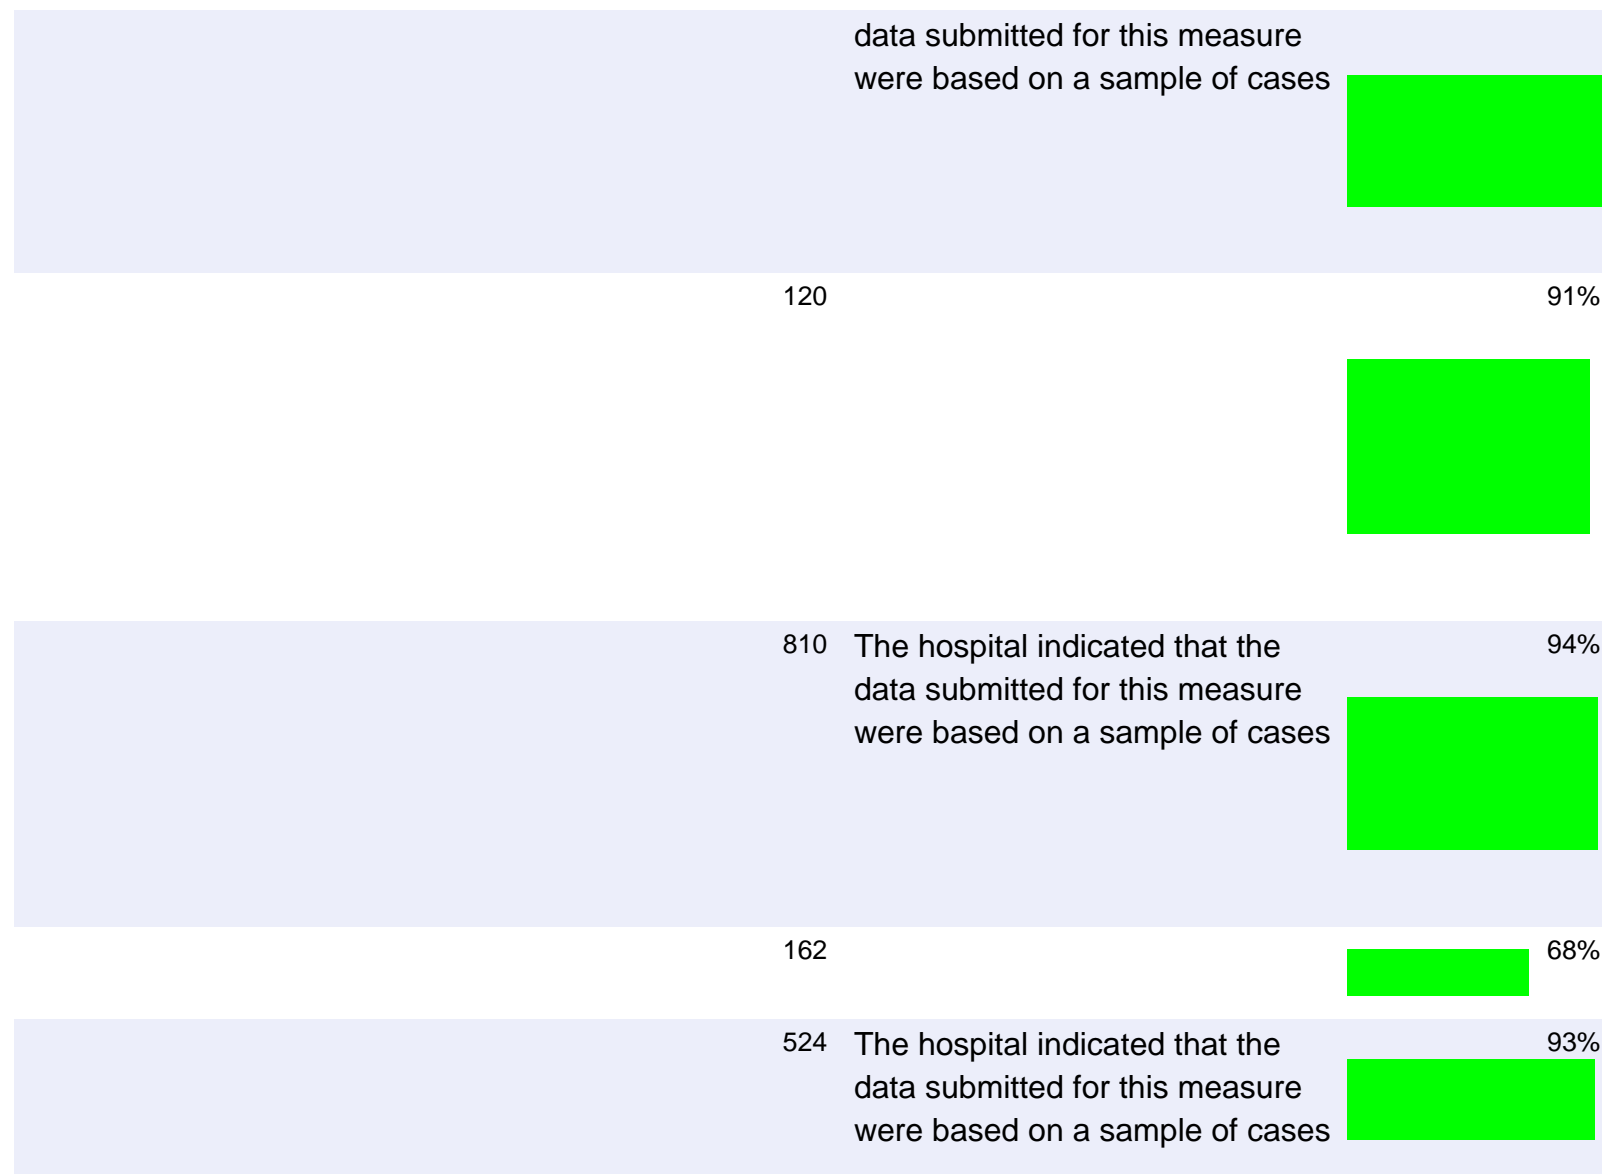 data submitted for this measure
were based on a sample of cases
120 91%
810 The hospital indicated that the 94%
data submitted for this measure
were based on a sample of cases
162 68%
524 The hospital indicated that the 93%
data submitted for this measure
were based on a sample of cases